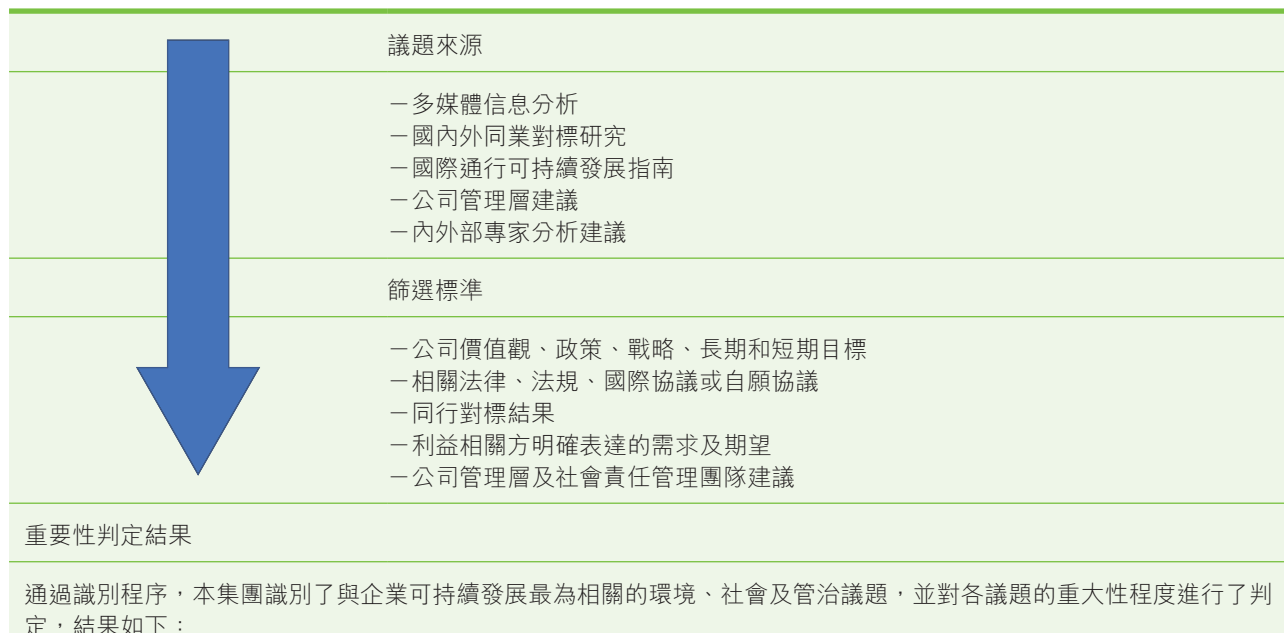 議題來源
－多媒體信息分析
－國內外同業對標研究
－國際通行可持續發展指南
－公司管理層建議
－內外部專家分析建議
篩選標準
－公司價值觀、政策、戰略、長期和短期目標
－相關法律、法規、國際協議或自願協議
－同行對標結果
－利益相關方明確表達的需求及期望
－公司管理層及社會責任管理團隊建議
重要性判定結果
通過識別程序，本集團識別了與企業可持續發展最為相關的環境、社會及管治議題，並對各議題的重大性程度進行了判
定，結果如下：